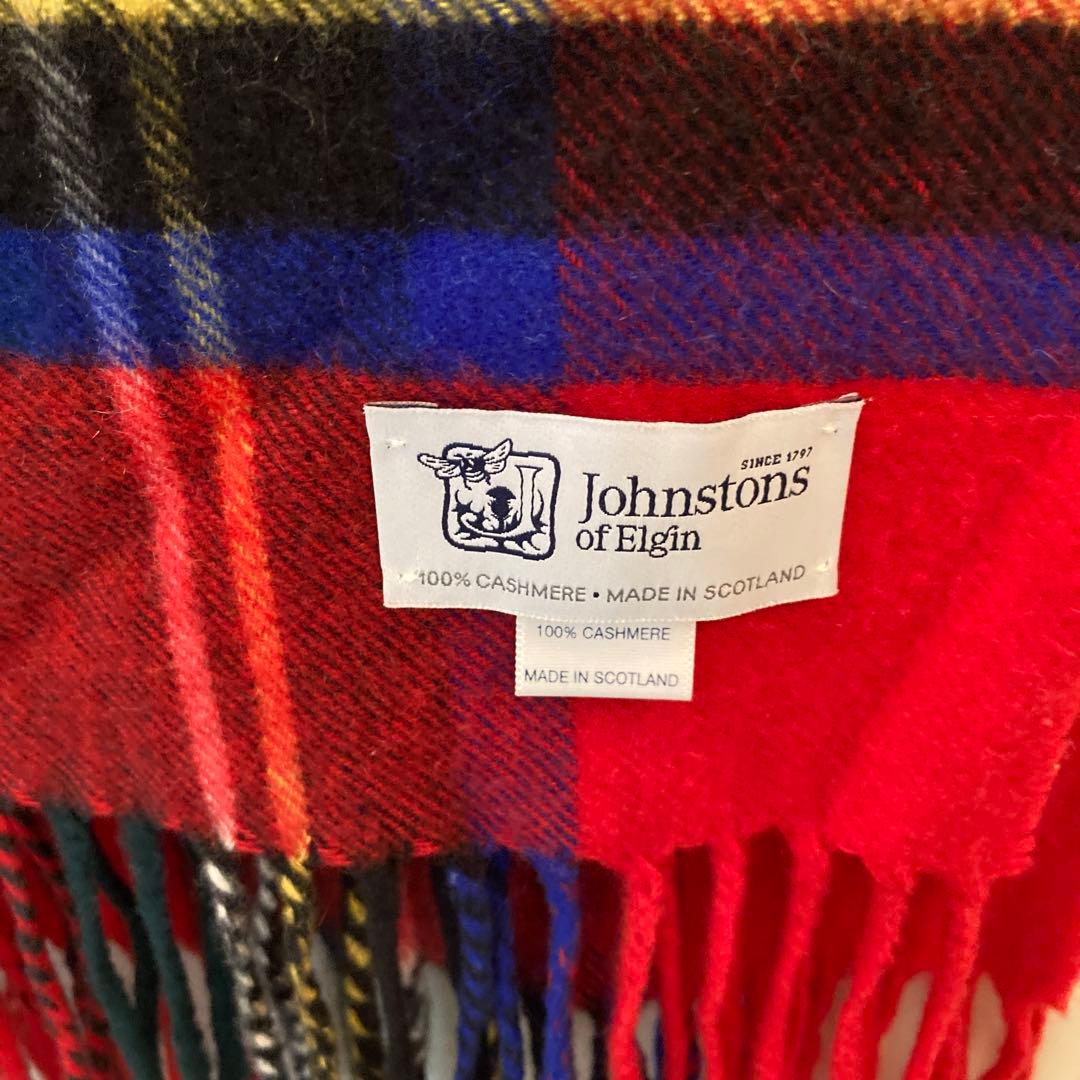 SINCE 1797
Johnstons
of Elgin
100% CASHMERE • MADE IN SCOTLAND
100% CASHMERE
MADE IN SCOTLAND